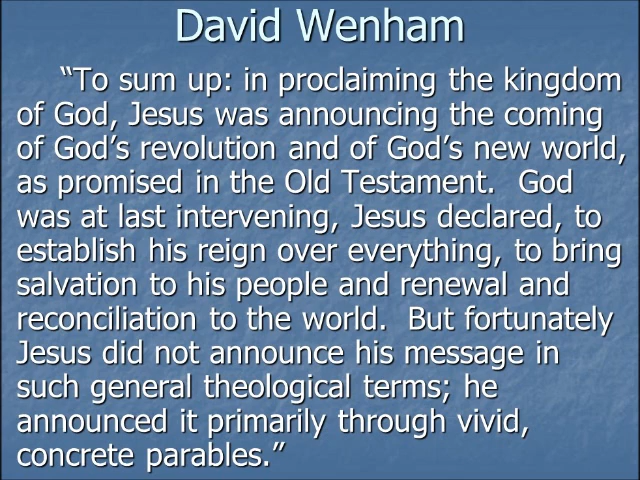 David Wenham
“To sum up: in proclaiming the kingdom
of God, Jesus was announcing the coming
of God’s revolution and of God’s new world,
as promised in the Old Testament.  God
was at last intervening, Jesus declared, to
establish his reign over everything, to bring
salvation to his people and renewal and
reconciliation to the world.  But fortunately
Jesus did not announce his message in
such general theological terms; he
announced it primarily through vivid,
concrete parables.”